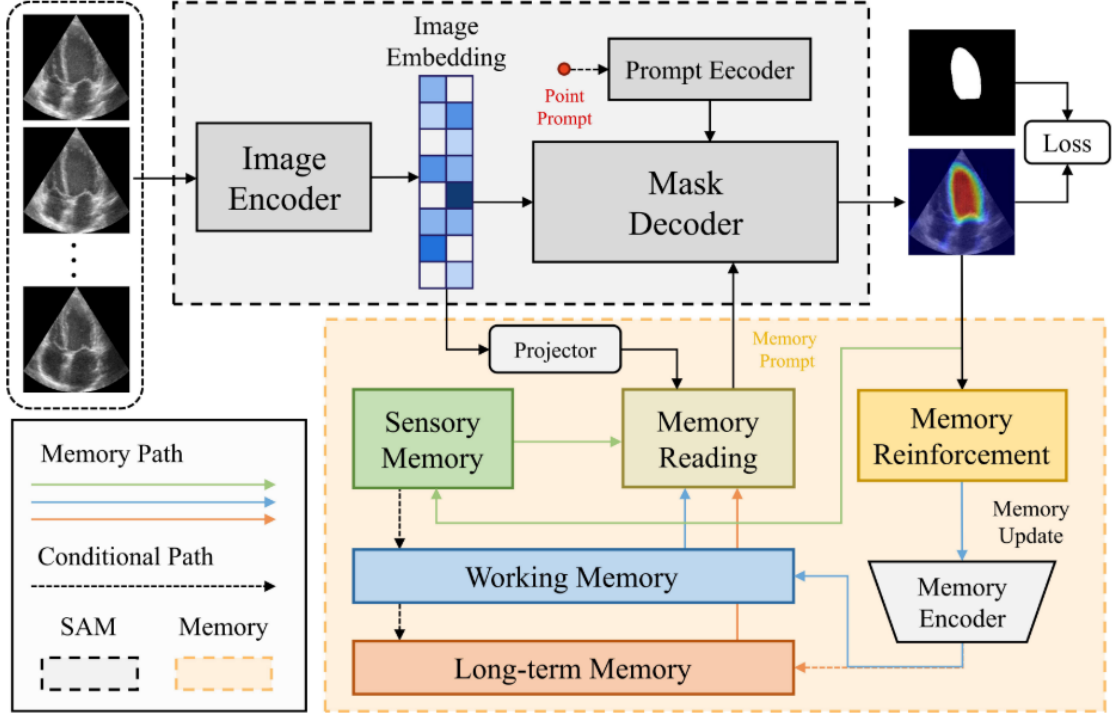 Image
Embedding
Prompt Eecoder
Point
Prompt
Image
Encoder
Mask
Decoder
Loss
Projector
Memory
Prompt
Sensory
Memory
Memory
Reading
Memory
Reinforcement
Memory
Update
Working Memory
Memory
Encoder
Long-term Memory
Memory Path
Conditional Path
SAM
Memory